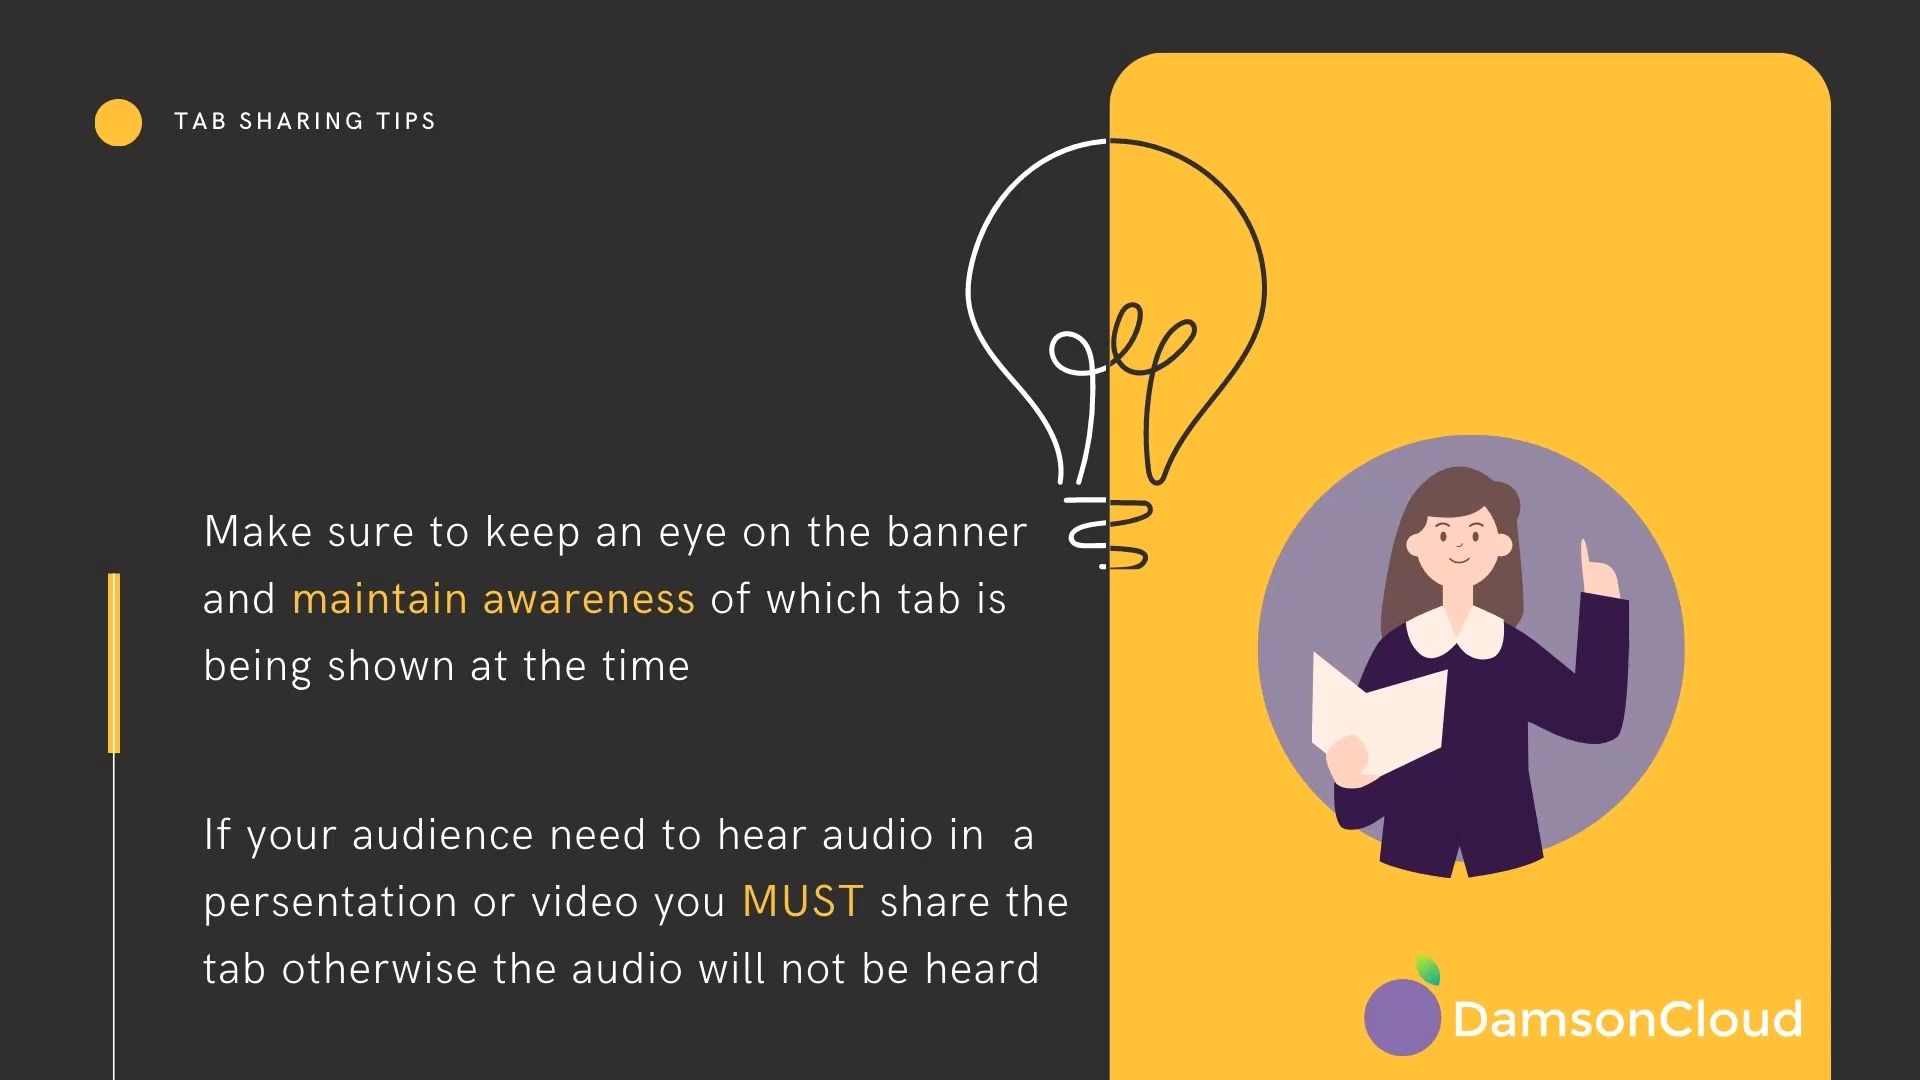 TAB SHARING TIPS
Make sure to keep an eye on the banner
and maintain awareness of which tab is
being shown at the time
If your audience need to hear audio in  a
persentation or video you MUST share the
tab otherwise the audio will not be heard
DamsonCloud